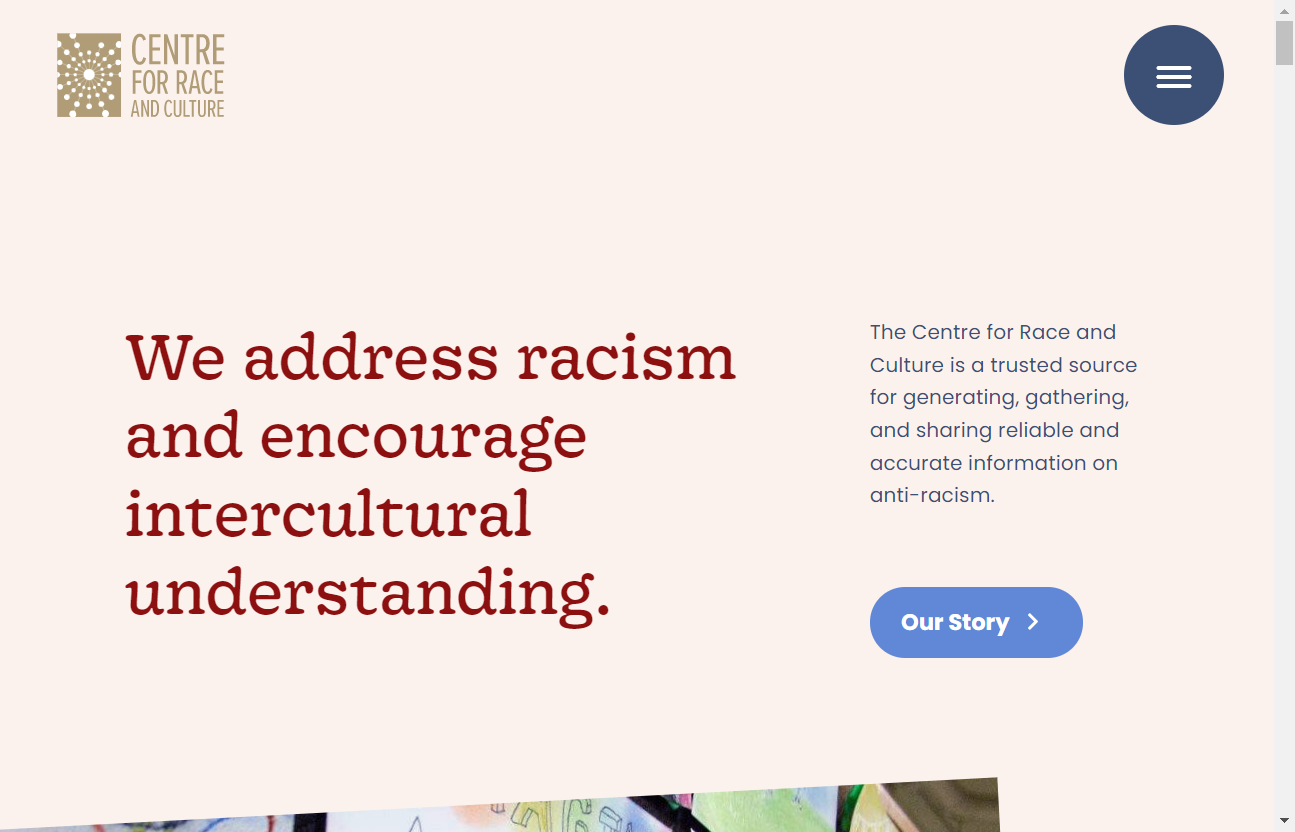 CENTRE
FOR RACE
AND CULTURE
We address racism
and encourage
intercultural
understanding.
The Centre for Race and
Culture is a trusted source
for generating, gathering,
and sharing reliable and
accurate information on
anti-racism.
Our Story